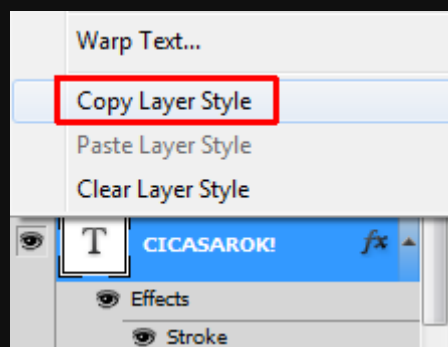 Warp Text...
Copy Layer Style
Paste Layer Style
Clear Layer Style
T CICASAROK! fx
Effects
Stroke